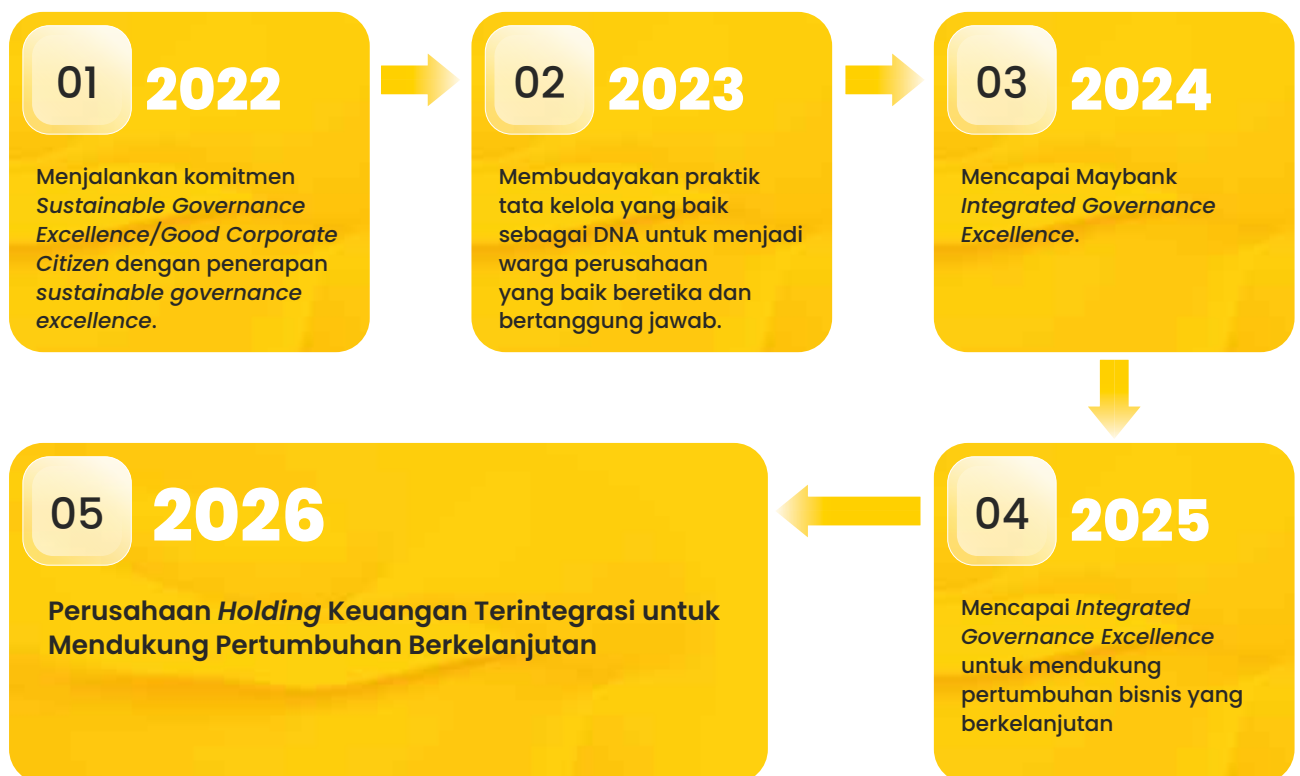 01
2022
Menjalankan komitmen
Sustainable Governance
Excellence/Good Corporate
Citizen dengan penerapan
sustainable governance
excellence.
02
2023
Membudayakan praktik
tata kelola yang baik
sebagai DNA untuk menjadi
warga perusahaan
yang baik beretika dan
bertanggung jawab.
03
2024
Mencapai Maybank
Integrated Governance
Excellence.
04
2025
Mencapai Integrated
Governance Excellence
untuk mendukung
pertumbuhan bisnis yang
berkelanjutan
05
2026
Perusahaan Holding Keuangan Terintegrasi untuk
Mendukung Pertumbuhan Berkelanjutan